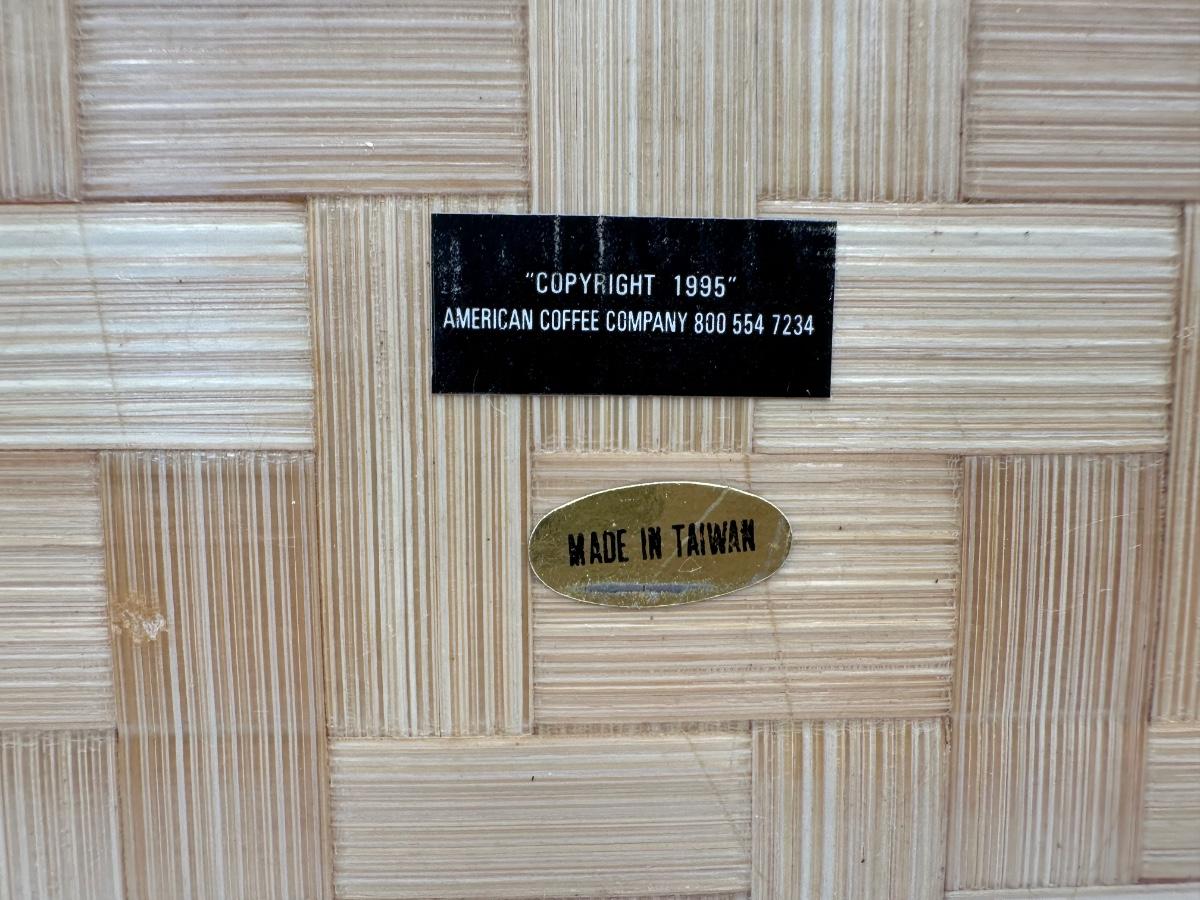 "COPYRIGHT 1995"
AMERICAN COFFEE COMPANY 800 554 7234
MADE IN TAIWAN